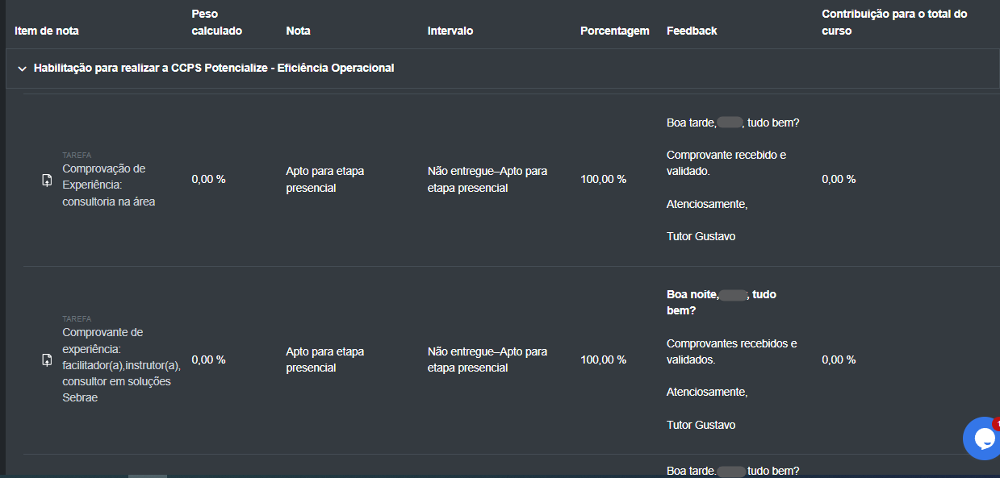 Item de nota
Peso
calculado
Nota
Intervalo
Porcentagem
Feedback
Contribuição para o total do
curso
Habilitação para realizar a CCPS Potencialize - Eficiência Operacional
TAREFA
Comprovação de
Experiência:
consultoria na área
0,00 %
Apto para etapa
presencial
Não entregue–Apto para
etapa presencial
100,00 %
Boa tarde, , tudo bem?
Comprovante recebido e
validado.
Atenciosamente,
Tutor Gustavo
0,00 %
TAREFA
Comprovante de
experiência:
facilitador(a),instrutor(a),
consultor em soluções
Sebrae
0,00 %
Apto para etapa
presencial
Não entregue–Apto para
etapa presencial
100,00 %
Boa noite, , tudo
bem?
Comprovantes recebidos e
validados.
Atenciosamente,
Tutor Gustavo
0,00 %
Boa tarde. tudo bem?